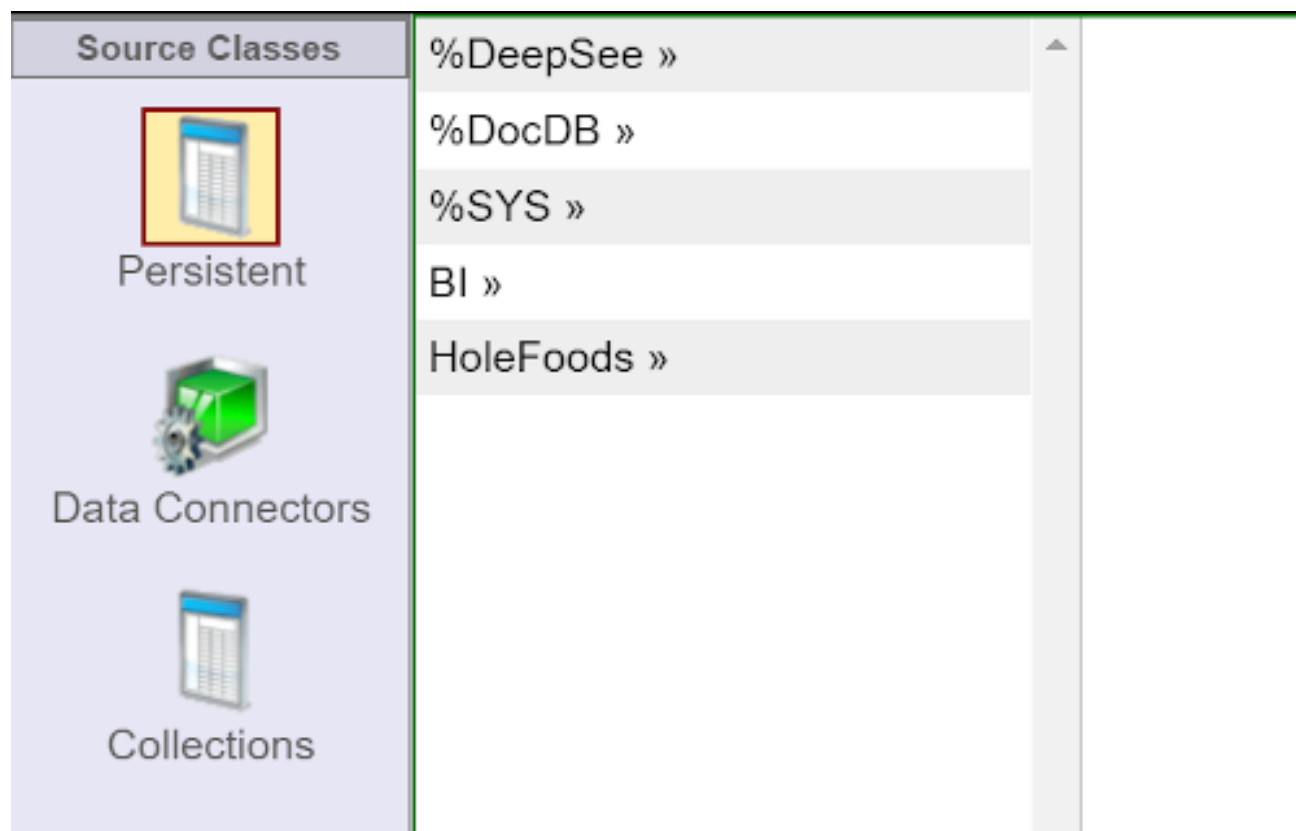 Source Classes
Persistent
Data Connectors
Collections
%DeepSee »
%DocDB »
%SYS »
BI »
HoleFoods »